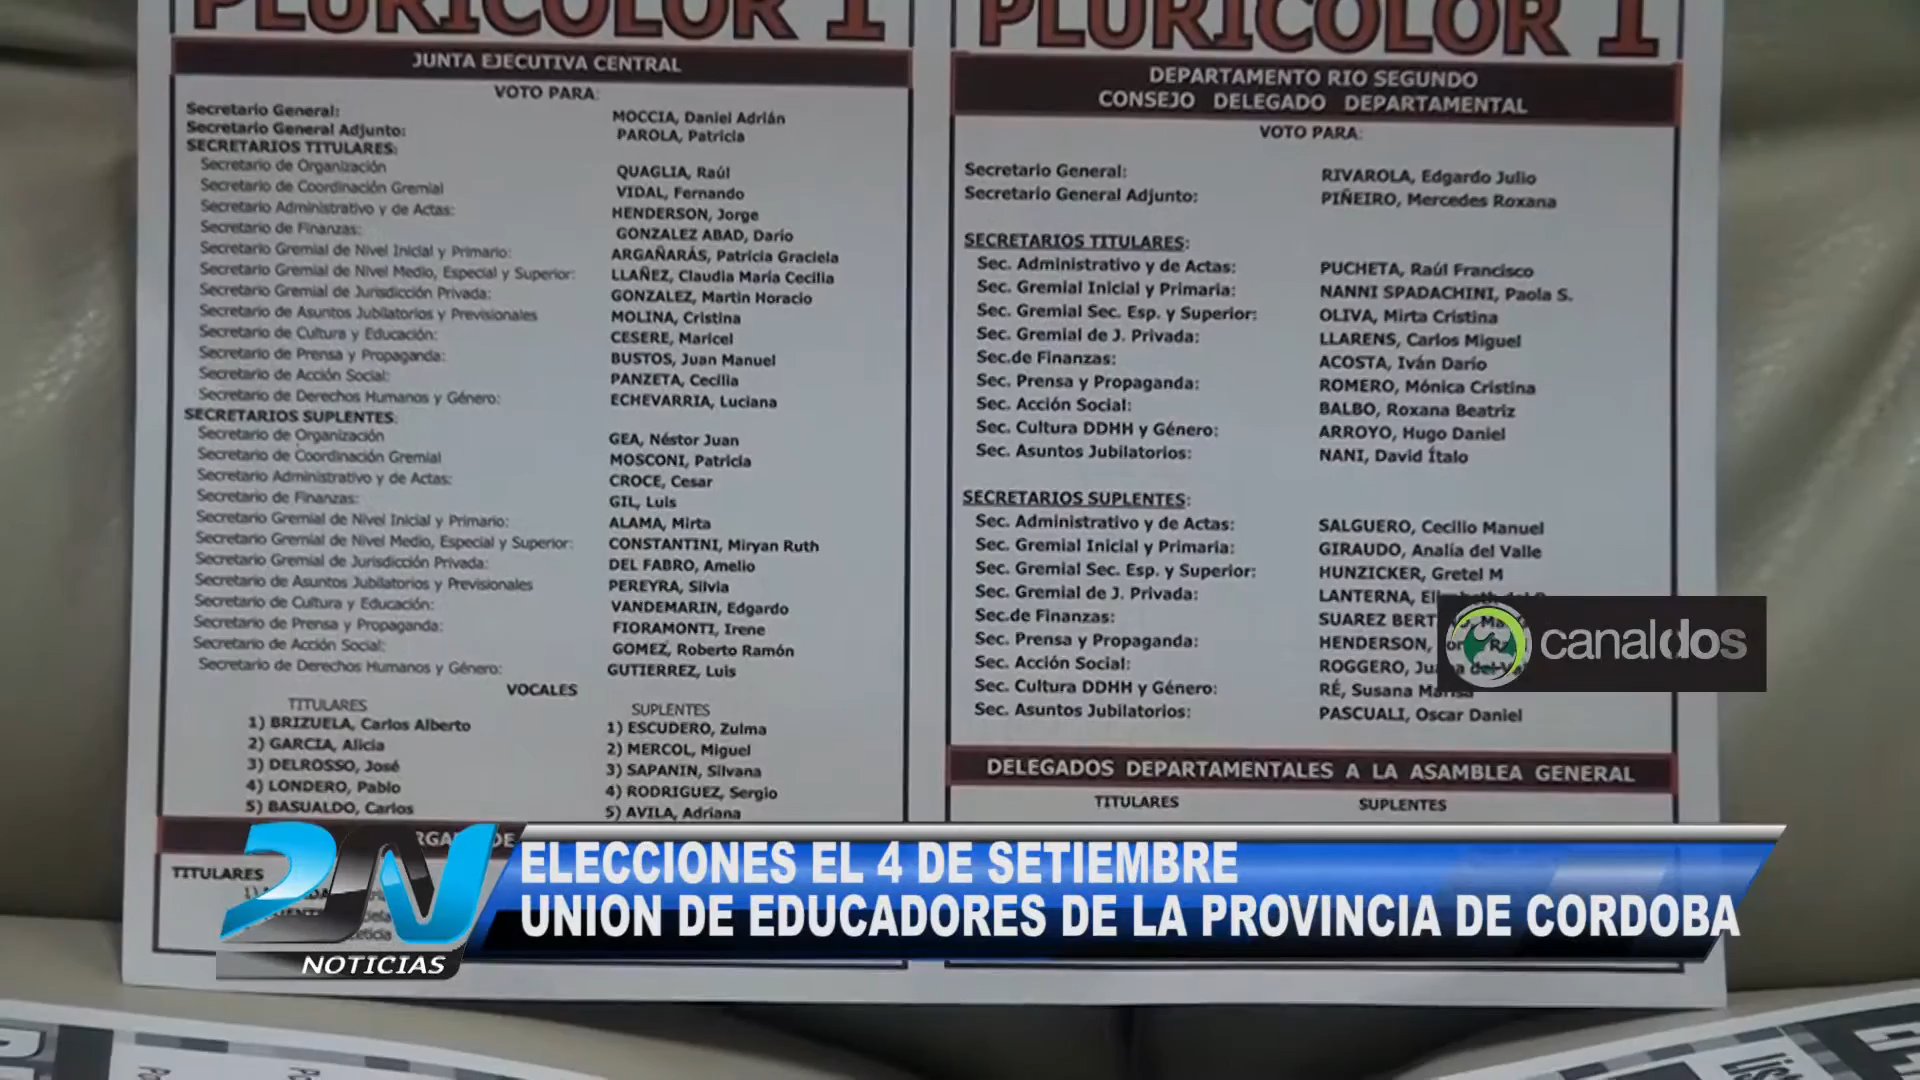 PLURICOLOR 1
JUNTA EJECUTIVA CENTRAL
VOTO PARA:
Secretario General: MOCCIA, Daniel Adrián
Secretario General Adjunto: PAROLA, Patricia
SECRETARIOS TITULARES:
Secretario de Organización QUAGLIA, Raúl
Secretario de Coordinación Gremial VIDAL, Fernando
Secretario Administrativo y de Actas: HENDERSON, Jorge
Secretario de Finanzas: GONZALEZ ABAD, Darío
Secretario Gremial de Nivel Inicial y Primario: ARGAÑARÁS, Patricia Graciela
Secretario Gremial de Nivel Medio, Especial y Superior: LLAÑEZ, Claudia María Cecilia
Secretario Gremial de Jurisdicción Privada: GONZALEZ, Martin Horacio
Secretario de Asuntos Jubilatorios y Previsionales MOLINA, Cristina
Secretario de Cultura y Educación: CESERE, Maricel
Secretario de Prensa y Propaganda: BUSTOS, Juan Manuel
Secretario de Acción Social: PANZETA, Cecilia
Secretario de Derechos Humanos y Género: ECHEVARRIA, Luciana
SECRETARIOS SUPLENTES:
Secretario de Organización GEA, Néstor Juan
Secretario de Coordinación Gremial MOSCONI, Patricia
Secretario Administrativo y de Actas: CROCE, Cesar
Secretario de Finanzas: GIL, Luis
Secretario Gremial de Nivel Inicial y Primario: ALAMA, Mirta
Secretario Gremial de Nivel Medio, Especial y Superior: CONSTANTINI, Miryan Ruth
Secretario Gremial de Jurisdicción Privada: DEL FABRO, Amelio
Secretario de Asuntos Jubilatorios y Previsionales PEREYRA, Silvia
Secretario de Cultura y Educación: VANDEMARIN, Edgardo
Secretario de Prensa y Propaganda: FIORAMONTI, Irene
Secretario de Acción Social: GOMEZ, Roberto Ramón
Secretario de Derechos Humanos y Género: GUTIERREZ, Luis
VOCALES
TITULARES SUPLENTES
1) BRIZUELA, Carlos Alberto 1) ESCUDERO, Zulma
2) GARCIA, Alicia 2) MERCOL, Miguel
3) DELROSSO, José 3) SAPANIN, Silvana
4) LONDERO, Pablo 4) RODRIGUEZ, Sergio
5) BASUALDO, Carlos 5) AVILA, Adriana
TITULARES
PLURICOLOR 1
DEPARTAMENTO RIO SEGUNDO
CONSEJO DELEGADO DEPARTAMENTAL
VOTO PARA:
Secretario General: RIVAROLA, Edgardo Julio
Secretario General Adjunto: PIÑEIRO, Mercedes Roxana
SECRETARIOS TITULARES:
Sec. Administrativo y de Actas: PUCHETA, Raúl Francisco
Sec. Gremial Inicial y Primaria: NANNI SPADACHINI, Paola S.
Sec. Gremial Sec. Esp. y Superior: OLIVA, Mirta Cristina
Sec. Gremial de J. Privada: LLARENS, Carlos Miguel
Sec.de Finanzas: ACOSTA, Iván Darío
Sec. Prensa y Propaganda: ROMERO, Mónica Cristina
Sec. Acción Social: BALBO, Roxana Beatriz
Sec. Cultura DDHH y Género: ARROYO, Hugo Daniel
Sec. Asuntos Jubilatorios: NANI, David Ítalo
SECRETARIOS SUPLENTES:
Sec. Administrativo y de Actas: SALGUERO, Cecilio Manuel
Sec. Gremial Inicial y Primaria: GIRAUDO, Analía del Valle
Sec. Gremial Sec. Esp. y Superior: HUNZICKER, Gretel M
Sec. Gremial de J. Privada: LANTERNA,
Sec.de Finanzas: SUAREZ
Sec. Prensa y Propaganda: HENDERSON,
Sec. Acción Social: ROGGERO,
Sec. Cultura DDHH y Género: RÉ, Susana
Sec. Asuntos Jubilatorios: PASCUALI, Oscar Daniel
DELEGADOS DEPARTAMENTALES A LA ASAMBLEA GENERAL
TITULARES SUPLENTES
canaldos
2N
NOTICIAS
ELECCIONES EL 4 DE SETIEMBRE
UNION DE EDUCADORES DE LA PROVINCIA DE CORDOBA